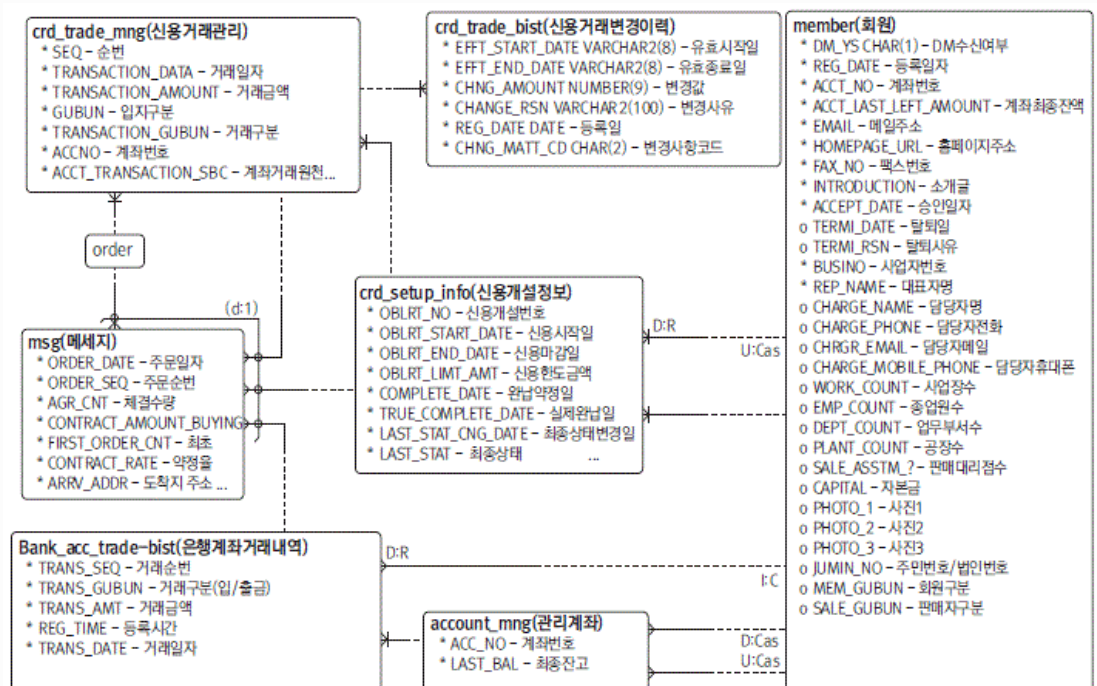 crd_trade_mng(신용거래관리)
* SEQ – 순번
* TRANSACTION_DATA – 거래일자
* TRANSACTION_AMOUNT – 거래금액
* GUBUN – 입지구분
* TRANSACTION_GUBUN – 거래구분
* ACCNO – 계좌번호
* ACCT_TRANSACTION_SBC – 계좌거래원천...
crd_trade_bist(신용거래변경이력)
* EFFT_START_DATE VARCHAR2(8) – 유효시작일
* EFFT_END_DATE VARCHAR2(8) – 유효종료일
* CHNG_AMOUNT NUMBER(9) – 변경값
* CHANGE_RSN VARCHAR2(100) – 변경사유
* REG_DATE DATE – 등록일
* CHNG_MATT_CD CHAR(2) – 변경사항코드
member(회원)
* DM_YS CHAR(1) – DM수신여부
* REG_DATE – 등록일자
* ACCT_NO – 계좌번호
* ACCT_LAST_LEFT_AMOUNT – 계좌최종잔액
* EMAIL – 메일주소
* HOMEPAGE_URL – 홈페이지주소
* FAX_NO – 팩스번호
* INTRODUCTION – 소개글
* ACCEPT_DATE – 승인일자
o TERMI_DATE – 탈퇴일
o TERMI_RSN – 탈퇴사유
* BUSINO – 사업자번호
* REP_NAME – 대표자명
o CHARGE_NAME – 담당자명
o CHARGE_PHONE – 담당자전화
o CHRGR_EMAIL – 담당자메일
o CHARGE_MOBILE_PHONE – 담당자휴대폰
o WORK_COUNT – 사업장수
o EMP_COUNT – 종업원수
o DEPT_COUNT – 업무부서수
o PLANT_COUNT – 공장수
o SALE_ASSTM_? – 판매대리점수
o CAPITAL – 자본금
o PHOTO_1 – 사진1
o PHOTO_2 – 사진2
o PHOTO_3 – 사진3
o JUMIN_NO – 주민번호/법인번호
o MEM_GUBUN – 회원구분
o SALE_GUBUN – 판매자구분
order
(d:1)
msg(메세지)
* ORDER_DATE – 주문일자
* ORDER_SEQ – 주문순번
* AGR_CNT – 체결수량
* CONTRACT_AMOUNT_BUYING
* FIRST_ORDER_CNT – 최초
* CONTRACT_RATE – 약정율
* ARRV_ADDR – 도착지 주소 ...
crd_setup_info(신용개설정보)
* OBLRT_NO – 신용개설번호
* OBLRT_START_DATE – 신용시작일
* OBLRT_END_DATE – 신용마감일
* OBLRT_LIMT_AMT – 신용한도금액
* COMPLETE_DATE – 완납약정일
* TRUE_COMPLETE_DATE – 실제완납일
* LAST_STAT_CNG_DATE – 최종상태변경일
* LAST_STAT – 최종상태 ...
D:R
U:Cas
Bank_acc_trade-bist(은행계좌거래내역)
* TRANS_SEQ – 거래순번
* TRANS_GUBUN – 거래구분(입/출금)
* TRANS_AMT – 거래금액
* REG_TIME – 등록시간
* TRANS_DATE – 거래일자
D:R
I:C
account_mng(관리계좌)
* ACC_NO – 계좌번호
* LAST_BAL – 최종잔고
D:Cas
U:Cas